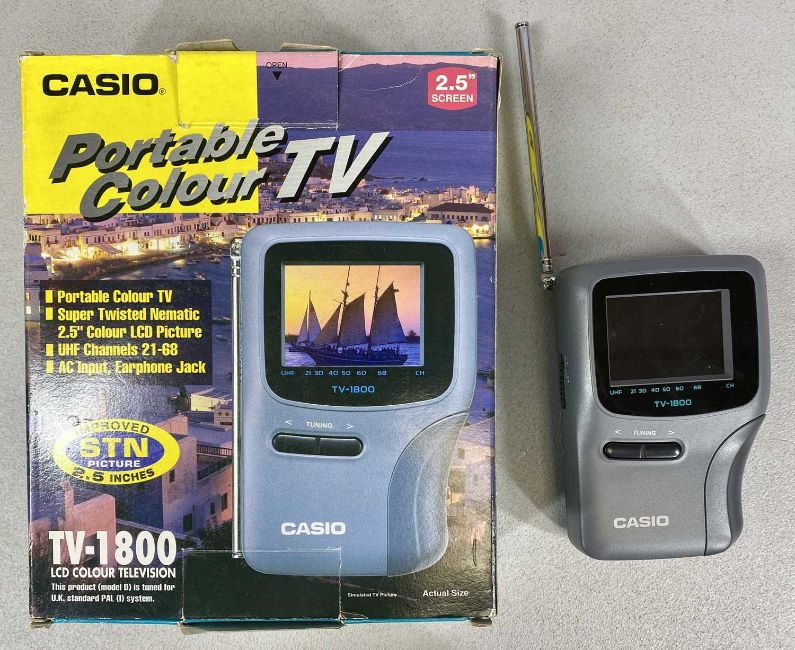 CASIO®
OPEN
2.5"
SCREEN
Portable
Colour TV
Portable Colour TV
Super Twisted Nematic
2.5" Colour LCD Picture
UHF Channels 21-68
AC Input, Earphone Jack
IMPROVED
STN
PICTURE
2.5 INCHES
TV-1800
LCD COLOUR TELEVISION
This product (model D) is tuned for
U.K. standard PAL (I) system.
UHF 21 30 40 50 60 68 CH
TV-1800
< TUNING >
CASIO
Simulated TV Picture
Actual Size
UHF 21 30 40 50 60 68 CH
TV-1800
< TUNING >
CASIO